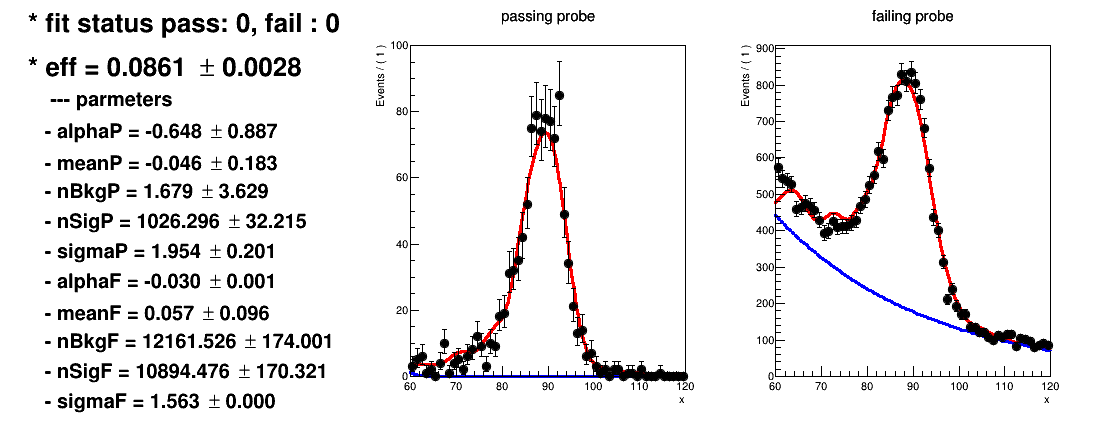 * fit status pass: 0, fail : 0
* eff = 0.0861 ± 0.0028
--- parmeters
- alphaP = -0.648 ± 0.887
- meanP = -0.046 ± 0.183
- nBkgP = 1.679 ± 3.629
- nSigP = 1026.296 ± 32.215
- sigmaP = 1.954 ± 0.201
- alphaF = -0.030 ± 0.001
- meanF = 0.057 ± 0.096
- nBkgF = 12161.526 ± 174.001
- nSigF = 10894.476 ± 170.321
- sigmaF = 1.563 ± 0.000
passing probe
Events / ( 1 )
100
80
60
40
20
0
60 70 80 90 100 110 120
x
failing probe
Events / ( 1 )
900
800
700
600
500
400
300
200
100
0
60 70 80 90 100 110 120
x